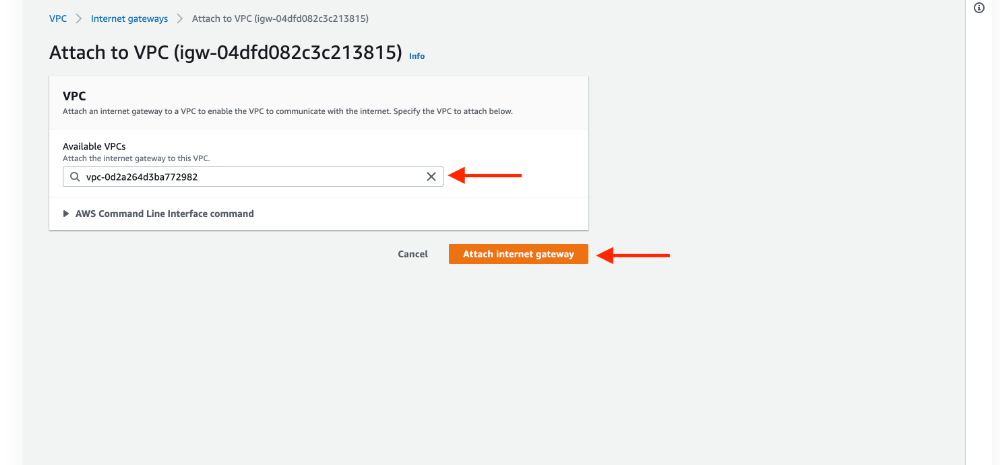 VPC > Internet gateways > Attach to VPC (igw-04dfd082c3c213815)
Attach to VPC (igw-04dfd082c3c213815) Info
VPC
Attach an internet gateway to a VPC to enable the VPC to communicate with the internet. Specify the VPC to attach below.
Available VPCs
Attach the internet gateway to this VPC.
vpc-0d2a264d3ba772982
AWS Command Line Interface command
Cancel Attach internet gateway